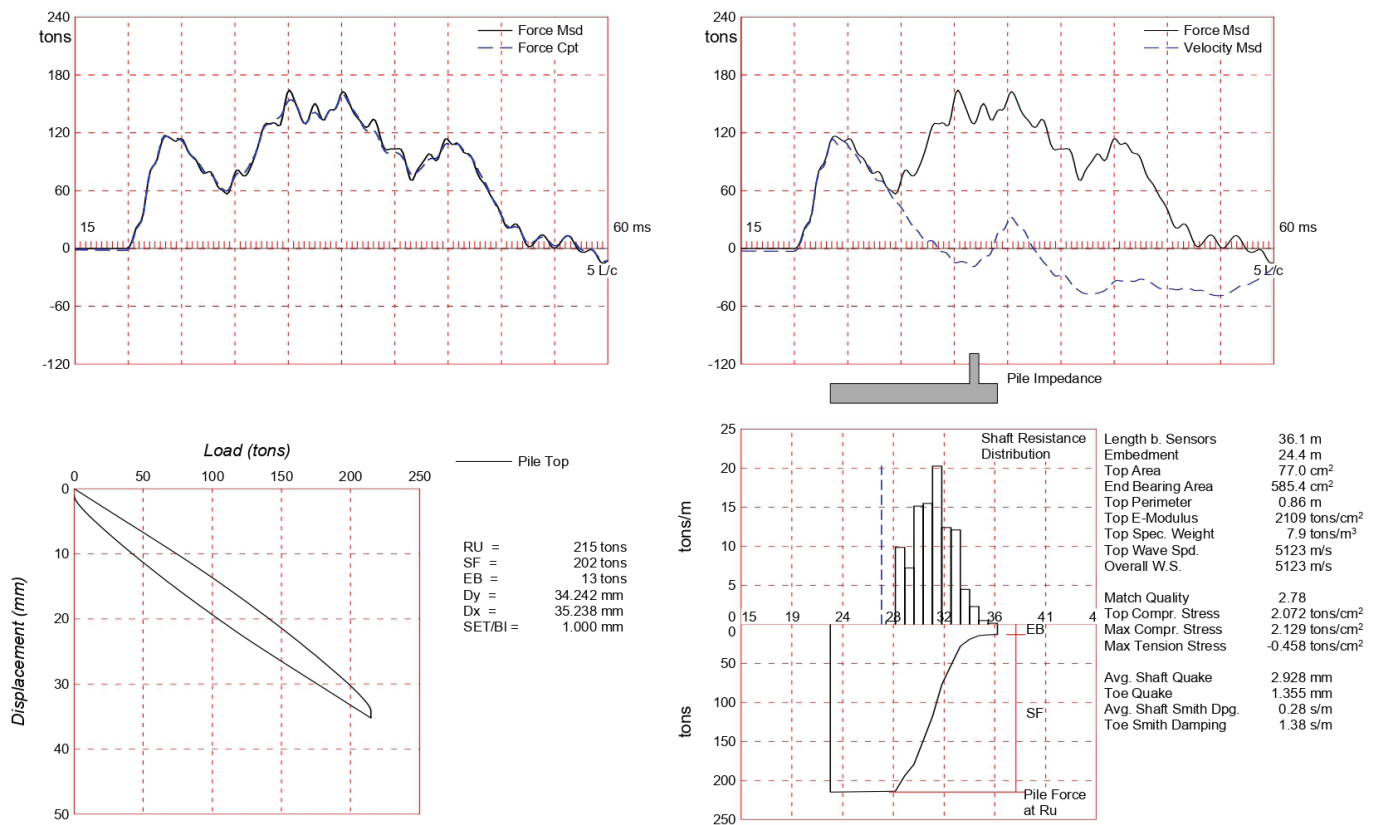 240
tons
180
120
60
0
-60
-120
15
60 ms
5 L/c
Force Msd
Force Cpt
240
tons
180
120
60
0
-60
-120
15
60 ms
5 L/c
Force Msd
Velocity Msd
Pile Impedance
Load (tons)
0 50 100 150 200 250
Pile Top
0
10
20
30
40
50
Displacement (mm)
RU = 215 tons
SF = 202 tons
EB = 13 tons
Dy = 34.242 mm
Dx = 35.238 mm
SET/BI = 1.000 mm
25
20
15
10
5
0
tons/m
Shaft Resistance
Distribution
15 19 24 28 32 36 41 4
0
50
100
150
200
250
tons
EB
SF
Pile Force
at Ru
Length b. Sensors 36.1 m
Embedment 24.4 m
Top Area 77.0 cm²
End Bearing Area 585.4 cm²
Top Perimeter 0.86 m
Top E-Modulus 2109 tons/cm²
Top Spec. Weight 7.9 tons/m³
Top Wave Spd. 5123 m/s
Overall W.S. 5123 m/s
Match Quality 2.78
Top Compr. Stress 2.072 tons/cm²
Max Compr. Stress 2.129 tons/cm²
Max Tension Stress -0.458 tons/cm²
Avg. Shaft Quake 2.928 mm
Toe Quake 1.355 mm
Avg. Shaft Smith Dpg. 0.28 s/m
Toe Smith Damping 1.38 s/m